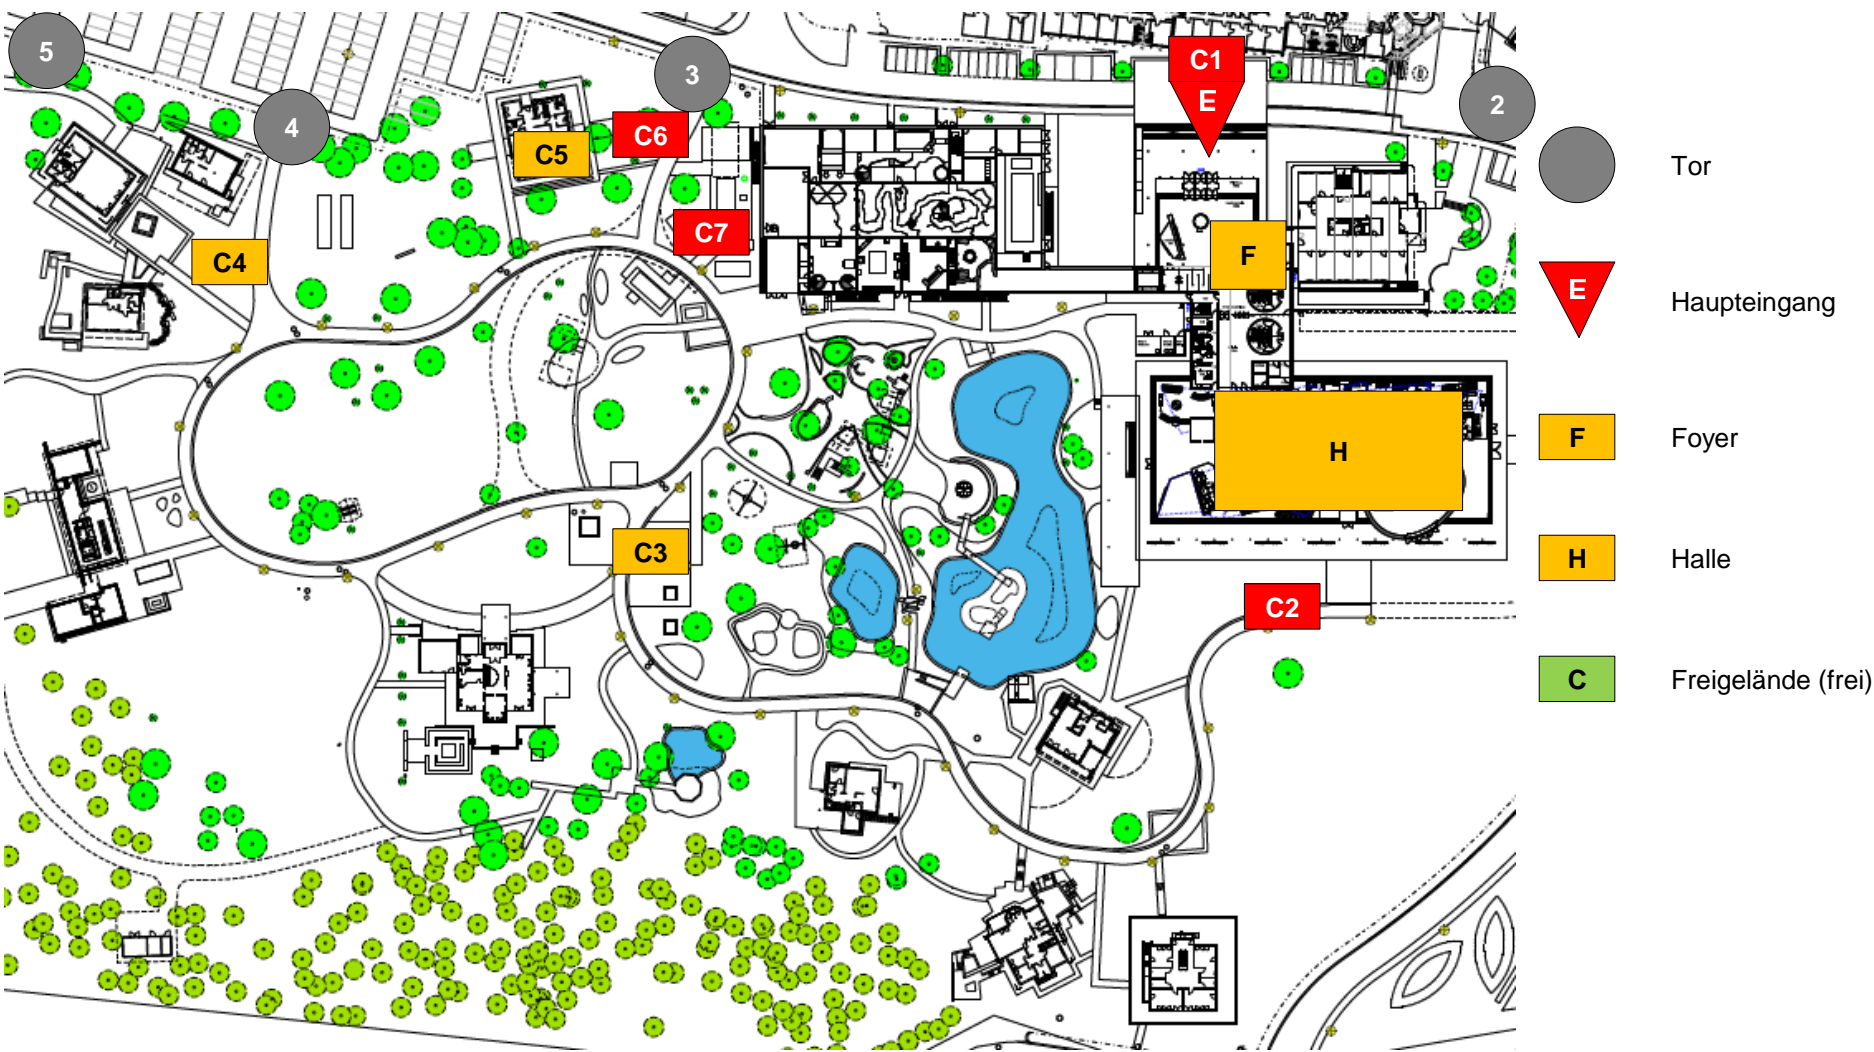 5
4
3
C1
E
2
C5
C6
C7
C4
F
H
C3
C2
Tor
E
Haupteingang
F
Foyer
H
Halle
C
Freigelände (frei)